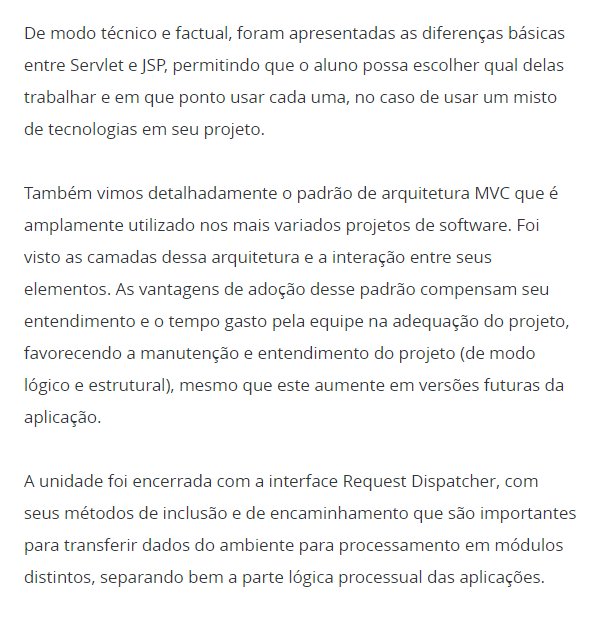 De modo técnico e factual, foram apresentadas as diferenças básicas
entre Servlet e JSP, permitindo que o aluno possa escolher qual delas
trabalhar e em que ponto usar cada uma, no caso de usar um misto
de tecnologias em seu projeto.
Também vimos detalhadamente o padrão de arquitetura MVC que é
amplamente utilizado nos mais variados projetos de software. Foi
visto as camadas dessa arquitetura e a interação entre seus
elementos. As vantagens de adoção desse padrão compensam seu
entendimento e o tempo gasto pela equipe na adequação do projeto,
favorecendo a manutenção e entendimento do projeto (de modo
lógico e estrutural), mesmo que este aumente em versões futuras da
aplicação.
A unidade foi encerrada com a interface Request Dispatcher, com
seus métodos de inclusão e de encaminhamento que são importantes
para transferir dados do ambiente para processamento em módulos
distintos, separando bem a parte lógica processual das aplicações.